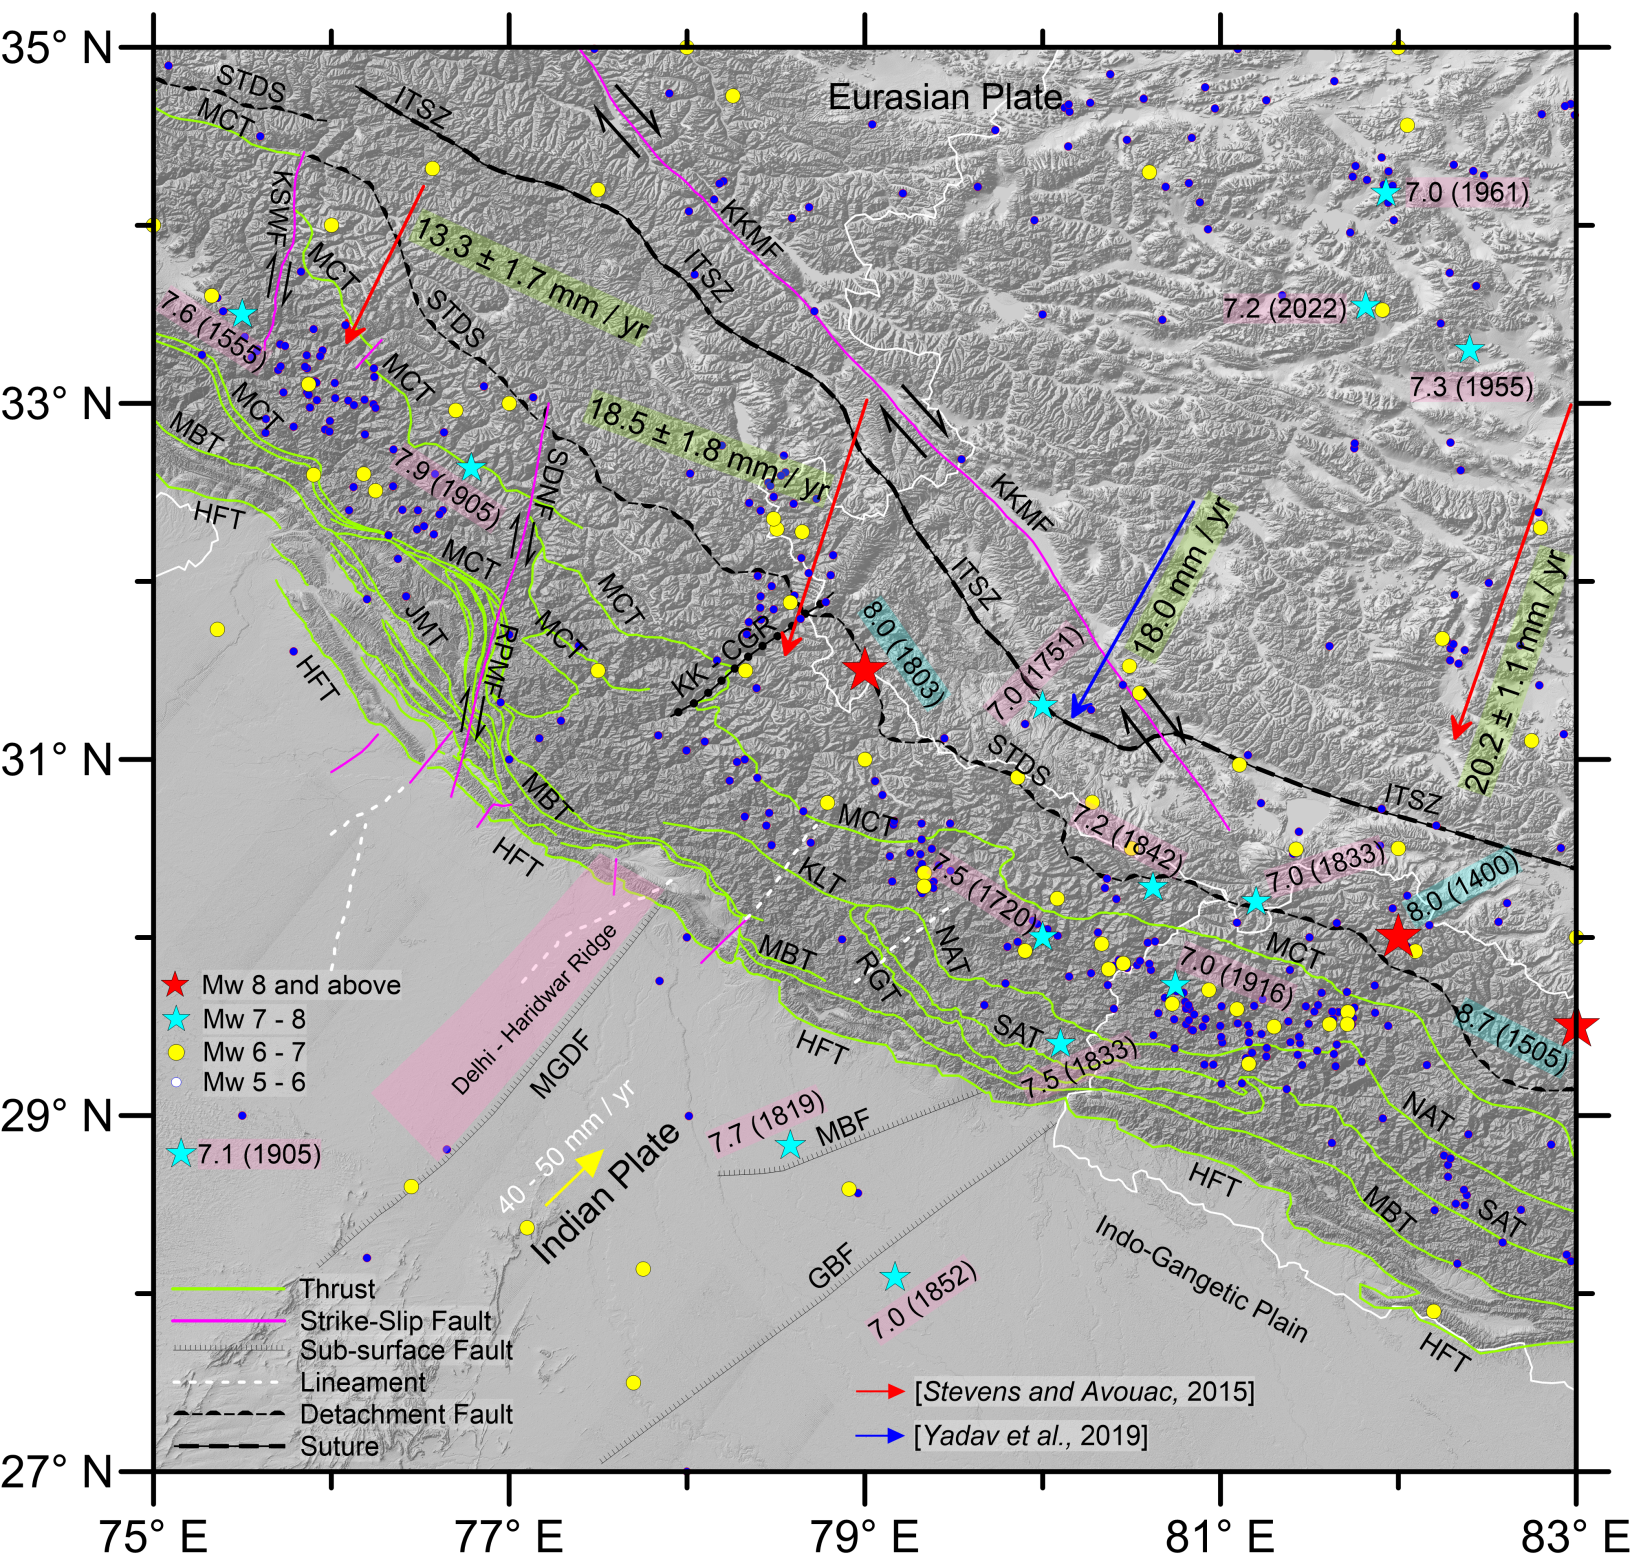 35° N
33° N
31° N
29° N
27° N
75° E
77° E
79° E
81° E
83° E
STDS
MCT
ITSZ
Eurasian Plate
KSWF
MCT
13.3 ± 1.7 mm / yr
KKMF
ITSZ
7.0 (1961)
7.2 (2022)
7.3 (1955)
7.6 (1555)
STDS
MCT
MCT
MBT
HFT
7.9 (1905)
SDNF
18.5 ± 1.8 mm / yr
KKMF
ITSZ
18.0 mm / yr
20.2 ± 1.1 mm / yr
MCT
MCT
MCT
JMT
RPMF
HFT
KK - CGR
8.0 (1803)
7.0 (1751)
STDS
ITSZ
MBT
HFT
MCT
KLT
7.2 (1842)
7.5 (1720)
7.0 (1833)
8.0 (1400)
MCT
NAT
RGT
MBT
7.0 (1916)
SAT
HFT
7.5 (1833)
8.7 (1505)
Mw 8 and above
Mw 7 - 8
Mw 6 - 7
Mw 5 - 6
Delhi - Haridwar Ridge
MGDF
7.1 (1905)
40 - 50 mm / yr
Indian Plate
7.7 (1819)
MBF
GBF
7.0 (1852)
NAT
HFT
MBT
SAT
Indo-Gangetic Plain
HFT
Thrust
Strike-Slip Fault
Sub-surface Fault
Lineament
Detachment Fault
Suture
[Stevens and Avouac, 2015]
[Yadav et al., 2019]